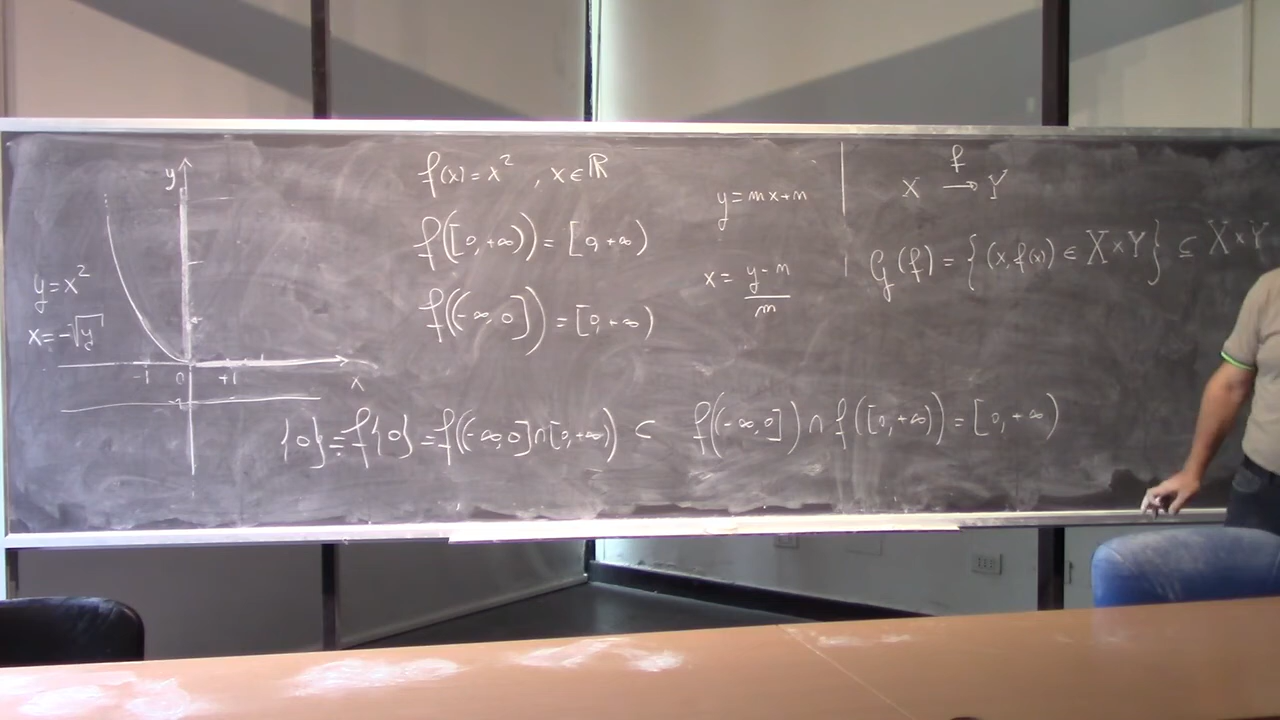 y
y = x²
x = -√y
-1 0 +1 x
f(x) = x² , x ∈ ℝ
f([0, +∞)) = [0, +∞)
f((-∞, 0]) = [0, +∞)
y = mx + n
x = (y - n)/m
f
X → Y
G(f) = {(x, f(x)) ∈ X × Y} ⊆ X × Y
{0} = f{0} = f((-∞, 0] ∩ [0, +∞)) ⊂ f((-∞, 0]) ∩ f([0, +∞)) = [0, +∞)